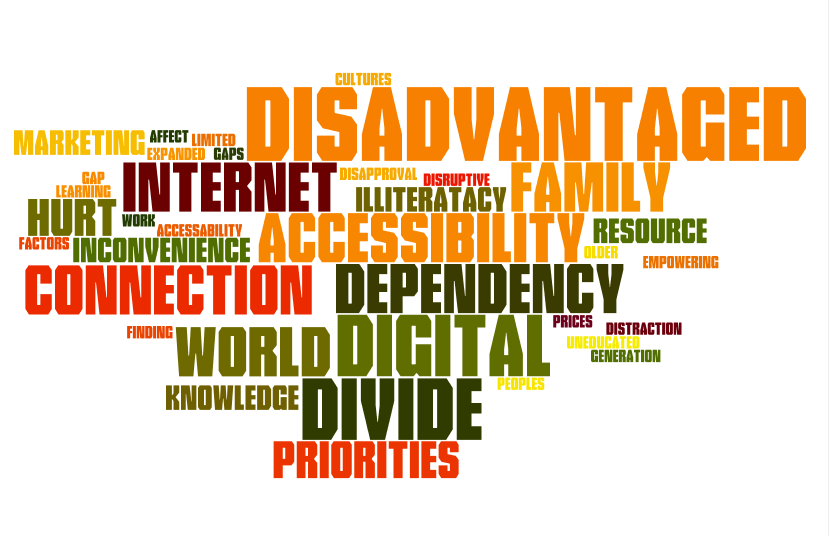 CULTURES
DISADVANTAGED
MARKETING AFFECT LIMITED
EXPANDED GAPS
INTERNET DISAPPROVAL DISRUPTIVE FAMILY
GAP
LEARNING
ILLITERATACY
HURT WORK ACCESSABILITY ACCESSIBILITY RESOURCE
FACTORS INCONVENIENCE OLDER
EMPOWERING
CONNECTION DEPENDENCY
FINDING WORLD DIGITAL PRICES DISTRACTION
UNEDUCATED
GENERATION
KNOWLEDGE DIVIDE PEOPLES
PRIORITIES